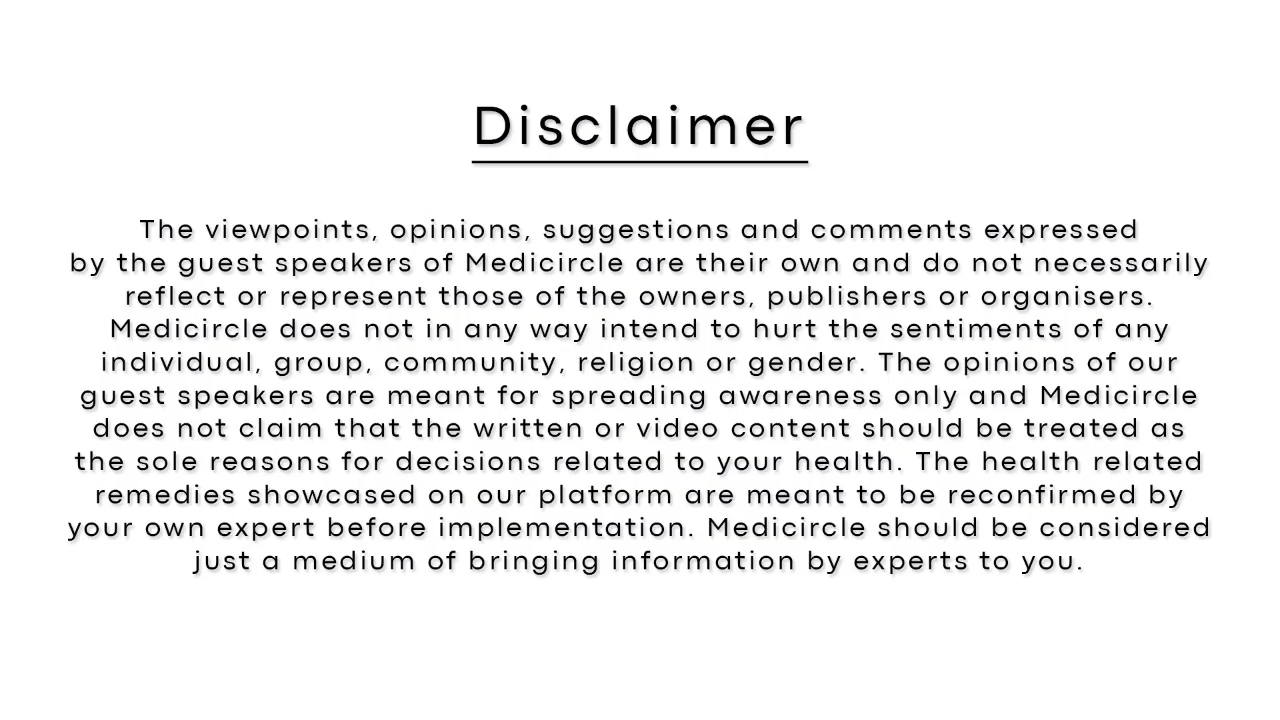 Disclaimer
The viewpoints, opinions, suggestions and comments expressed
by the guest speakers of Medicircle are their own and do not necessarily
reflect or represent those of the owners, publishers or organisers.
Medicircle does not in any way intend to hurt the sentiments of any
individual, group, community, religion or gender. The opinions of our
guest speakers are meant for spreading awareness only and Medicircle
does not claim that the written or video content should be treated as
the sole reasons for decisions related to your health. The health related
remedies showcased on our platform are meant to be reconfirmed by
your own expert before implementation. Medicircle should be considered
just a medium of bringing information by experts to you.